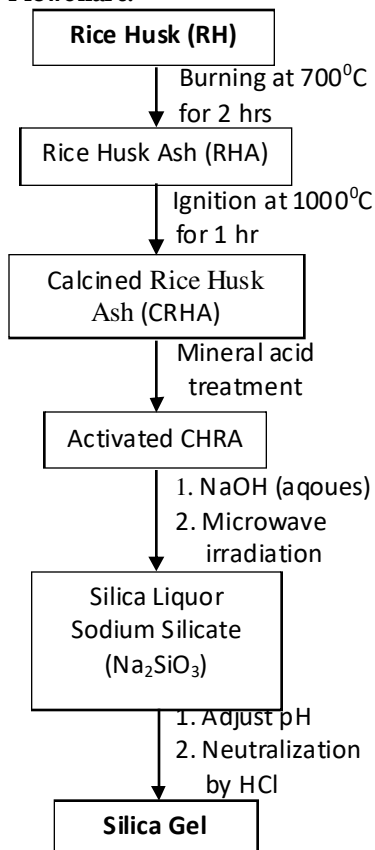 Rice Husk (RH)
Burning at 700⁰C
for 2 hrs
Rice Husk Ash (RHA)
Ignition at 1000⁰C
for 1 hr
Calcined Rice Husk
Ash (CRHA)
Mineral acid
treatment
Activated CHRA
1. NaOH (aqoues)
2. Microwave
irradiation
Silica Liquor
Sodium Silicate
(Na₂SiO₃)
1. Adjust pH
2. Neutralization
by HCl
Silica Gel